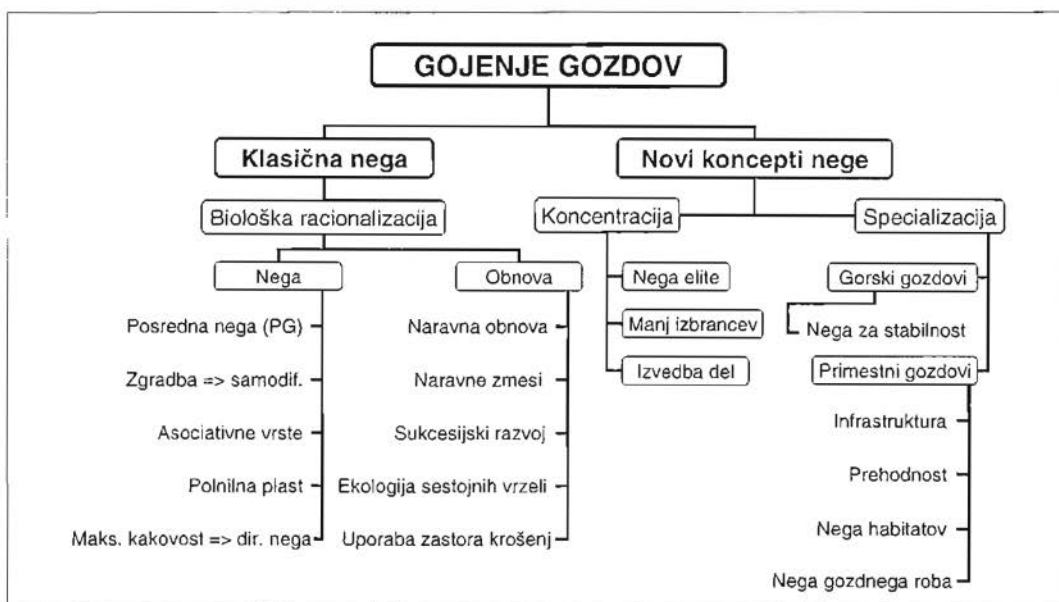 GOJENJE GOZDOV
Klasična nega
Novi koncepti nege
Biološka racionalizacija
Koncentracija
Specializacija
Nega
Obnova
Posredna nega (PG)
Zgradba => samodif.
Asociativne vrste
Polnilna plast
Maks. kakovost => dir. nega
Naravna obnova
Naravne zmesi
Sukcesijski razvoj
Ekologija sestojnih vrzeli
Uporaba zastora krošenj
Nega elite
Manj izbrancev
Izvedba del
Gorski gozdovi
Nega za stabilnost
Primestni gozdovi
Infrastruktura
Prehodnost
Nega habitatov
Nega gozdnega roba